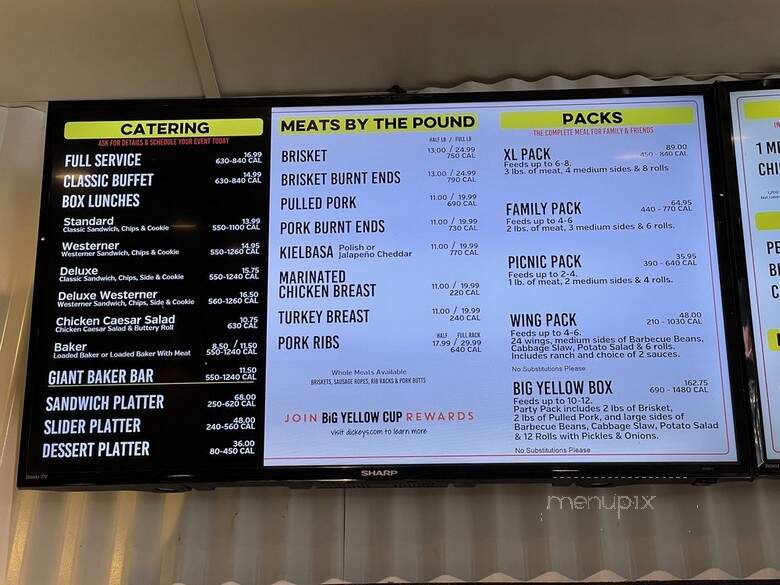 CATERING
ASK FOR DETAILS & SCHEDULE YOUR EVENT TODAY
FULL SERVICE 16.99
630-840 CAL
CLASSIC BUFFET 14.99
630-840 CAL
BOX LUNCHES
Standard 13.99
Classic Sandwich, Chips & Cookie 550-1100 CAL
Westerner 14.95
Westerner Sandwich, Chips & Cookie 550-1260 CAL
Deluxe 15.75
Classic Sandwich, Chips, Side & Cookie 550-1240 CAL
Deluxe Westerner 16.50
Westerner Sandwich, Chips, Side & Cookie 560-1260 CAL
Chicken Caesar Salad 10.75
Chicken Caesar Salad & Buttery Roll 630 CAL
Baker 8.50 / 11.50
Loaded Baker or Loaded Baker With Meat 550-1240 CAL
GIANT BAKER BAR 11.50
550-1240 CAL
SANDWICH PLATTER 68.00
250-620 CAL
SLIDER PLATTER 48.00
240-560 CAL
DESSERT PLATTER 36.00
80-450 CAL
Roku TV
MEATS BY THE POUND
HALF LB / FULL LB
BRISKET 13.00 / 24.99
750 CAL
BRISKET BURNT ENDS 13.00 / 24.99
790 CAL
PULLED PORK 11.00 / 19.99
690 CAL
PORK BURNT ENDS 11.00 / 19.99
730 CAL
KIELBASA Polish or Jalapeño Cheddar 11.00 / 19.99
770 CAL
MARINATED
CHICKEN BREAST 11.00 / 19.99
220 CAL
TURKEY BREAST 11.00 / 19.99
240 CAL
HALF FULL RACK
PORK RIBS 17.99 / 29.99
640 CAL
Whole Meats Available
BRISKETS, SAUSAGE ROPES, RIB RACKS & PORK BUTTS
JOIN BIG YELLOW CUP REWARDS
visit dickeys.com to learn more
SHARP
PACKS
THE COMPLETE MEAL FOR FAMILY & FRIENDS
XL PACK 89.00
450 - 840 CAL
Feeds up to 6-8.
3 lbs. of meat, 4 medium sides & 8 rolls
FAMILY PACK 64.95
440 - 770 CAL
Feeds up to 4-6
2 lbs. of meat, 3 medium sides & 6 rolls.
PICNIC PACK 35.95
390 - 640 CAL
Feeds up to 2-4.
1 lb. of meat, 2 medium sides & 4 rolls.
WING PACK 48.00
210 - 1030 CAL
Feeds up to 4-6.
24 wings, medium sides of Barbecue Beans,
Cabbage Slaw, Potato Salad & 6 rolls.
Includes ranch and choice of 2 sauces.
No Substitutions Please
BIG YELLOW BOX 162.75
690 - 1480 CAL
Feeds up to 10-12.
Party Pack includes 2 lbs of Brisket,
2 lbs of Pulled Pork, and large sides of
Barbecue Beans, Cabbage Slaw, Potato Salad
& 12 Rolls with Pickles & Onions.
No Substitutions Please
1 ME
CHI
PE
menupix